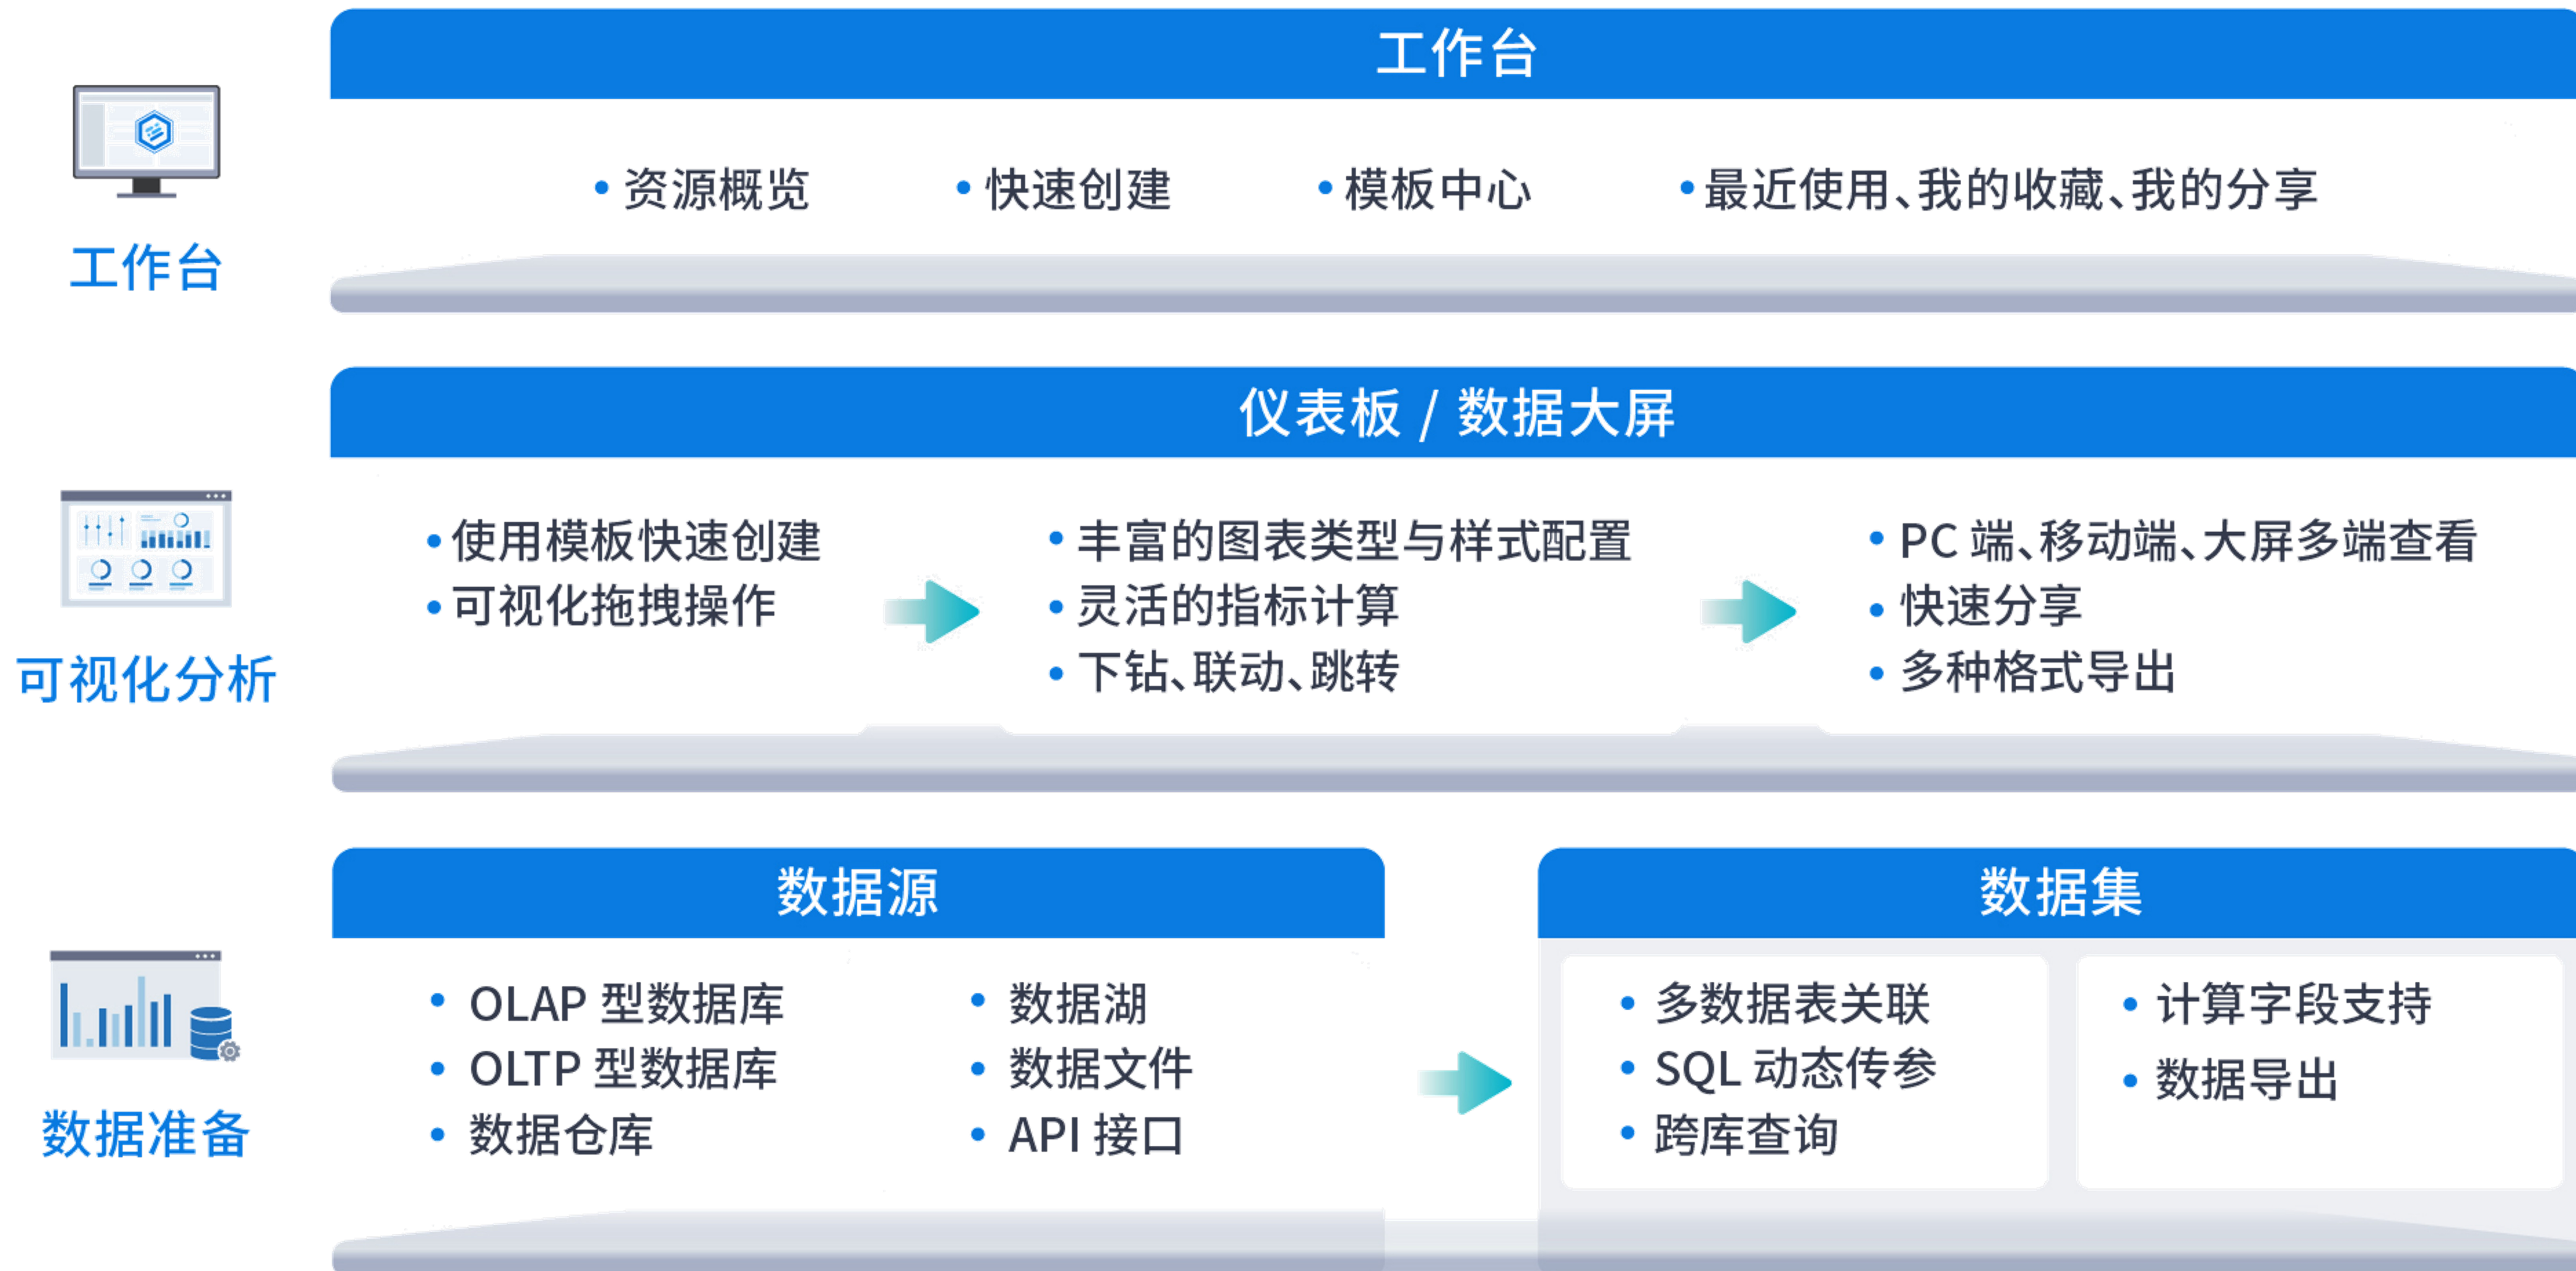 工作台
工作台
• 资源概览
• 快速创建
• 模板中心
• 最近使用、我的收藏、我的分享
可视化分析
仪表板 / 数据大屏
• 使用模板快速创建
• 可视化拖拽操作
• 丰富的图表类型与样式配置
• 灵活的指标计算
• 下钻、联动、跳转
• PC 端、移动端、大屏多端查看
• 快速分享
• 多种格式导出
数据准备
数据源
• OLAP 型数据库
• OLTP 型数据库
• 数据仓库
• 数据湖
• 数据文件
• API 接口
数据集
• 多数据表关联
• SQL 动态传参
• 跨库查询
• 计算字段支持
• 数据导出